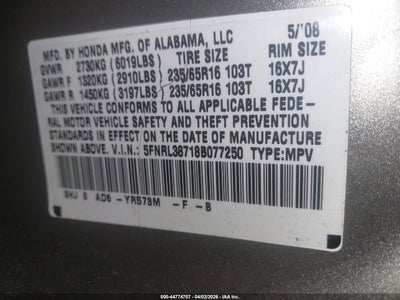 MFD. BY HONDA MFG. OF ALABAMA, LLC 5/'08
GVWR 2730KG (6019LBS) TIRE SIZE RIM SIZE
GAWR F 1320KG (2910LBS) 235/65R16 103T 16X7J
GAWR R 1450KG (3197LBS) 235/65R16 103T 16X7J
THIS VEHICLE CONFORMS TO ALL APPLICABLE FEDE-
RAL MOTOR VEHICLE SAFETY AND THEFT PREVENTION
STANDARDS IN EFFECT ON THE DATE OF MANUFACTURE
SHOWN ABOVE. V.I.N.: 5FNRL38718B077250 TYPE:MPV
SHJ 5 AD6 -YR573M -F -B
000-44774707 - 04/02/2026 - IAA Inc. (US)